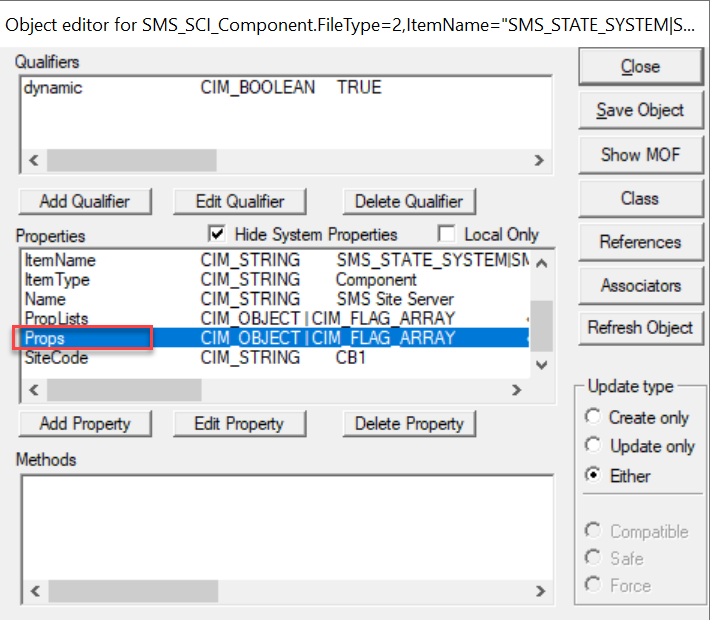 Object editor for SMS_SCI_Component.FileType=2,ItemName="SMS_STATE_SYSTEM|S...
Qualifiers
dynamic CIM_BOOLEAN TRUE
Close
Save Object
Show MOF
Add Qualifier Edit Qualifier Delete Qualifier
Class
Properties Hide System Properties Local Only
References
ItemName CIM_STRING SMS_STATE_SYSTEM|SM
ItemType CIM_STRING Component
Name CIM_STRING SMS Site Server
PropLists CIM_OBJECT | CIM_FLAG_ARRAY
Props CIM_OBJECT | CIM_FLAG_ARRAY
SiteCode CIM_STRING CB1
Associators
Refresh Object
Add Property Edit Property Delete Property
Update type
Create only
Update only
Either
Compatible
Safe
Force
Methods